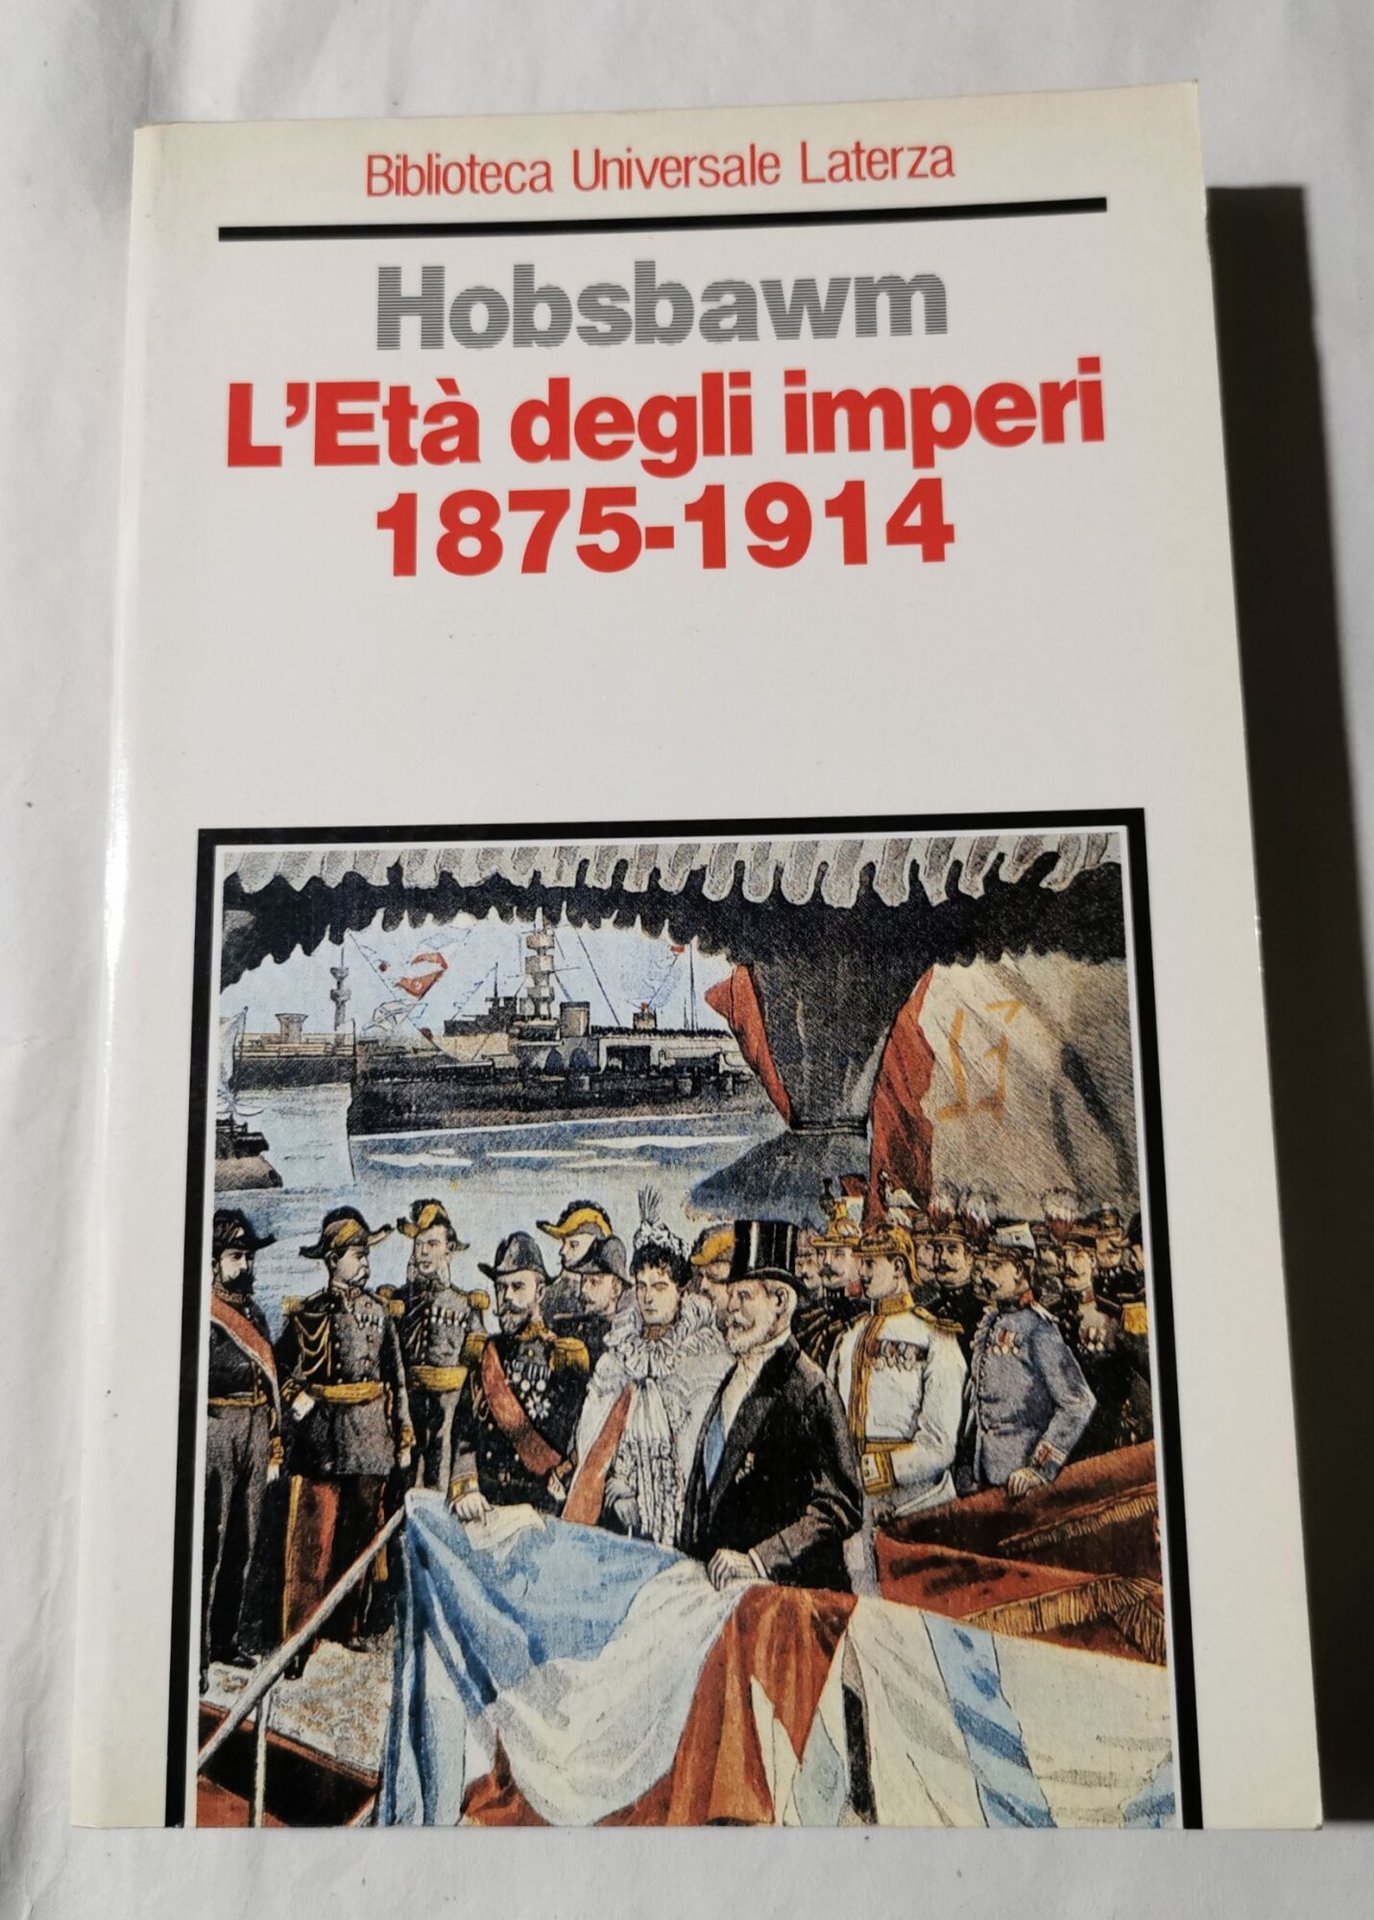 Biblioteca Universale Laterza
Hobsbawm
L'Età degli imperi
1875-1914